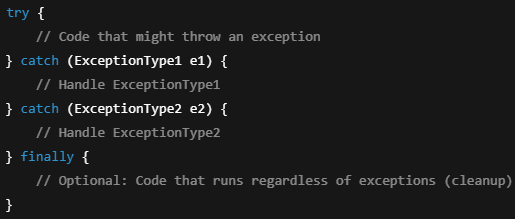 try {
    // Code that might throw an exception
} catch (ExceptionType1 e1) {
    // Handle ExceptionType1
} catch (ExceptionType2 e2) {
    // Handle ExceptionType2
} finally {
    // Optional: Code that runs regardless of exceptions (cleanup)
}